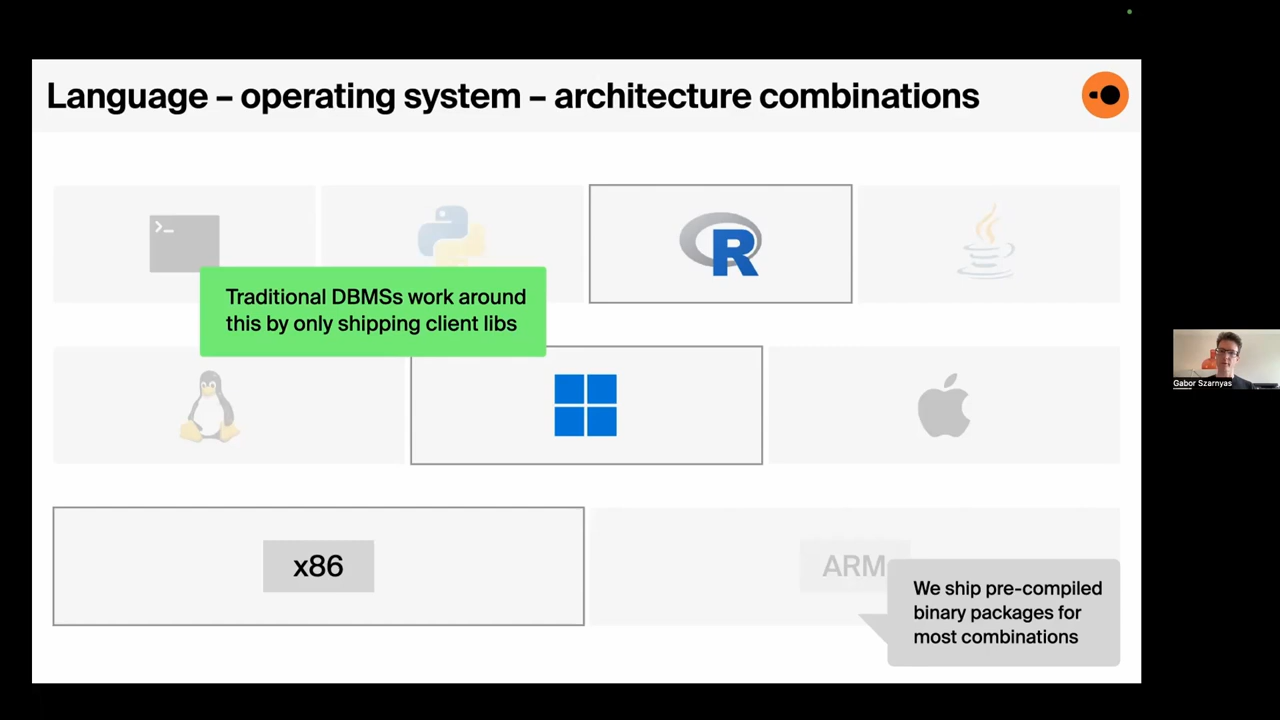 Language – operating system – architecture combinations
>_
R
Traditional DBMSs work around
this by only shipping client libs
x86
ARM
We ship pre-compiled
binary packages for
most combinations
Gabor Szarnyas